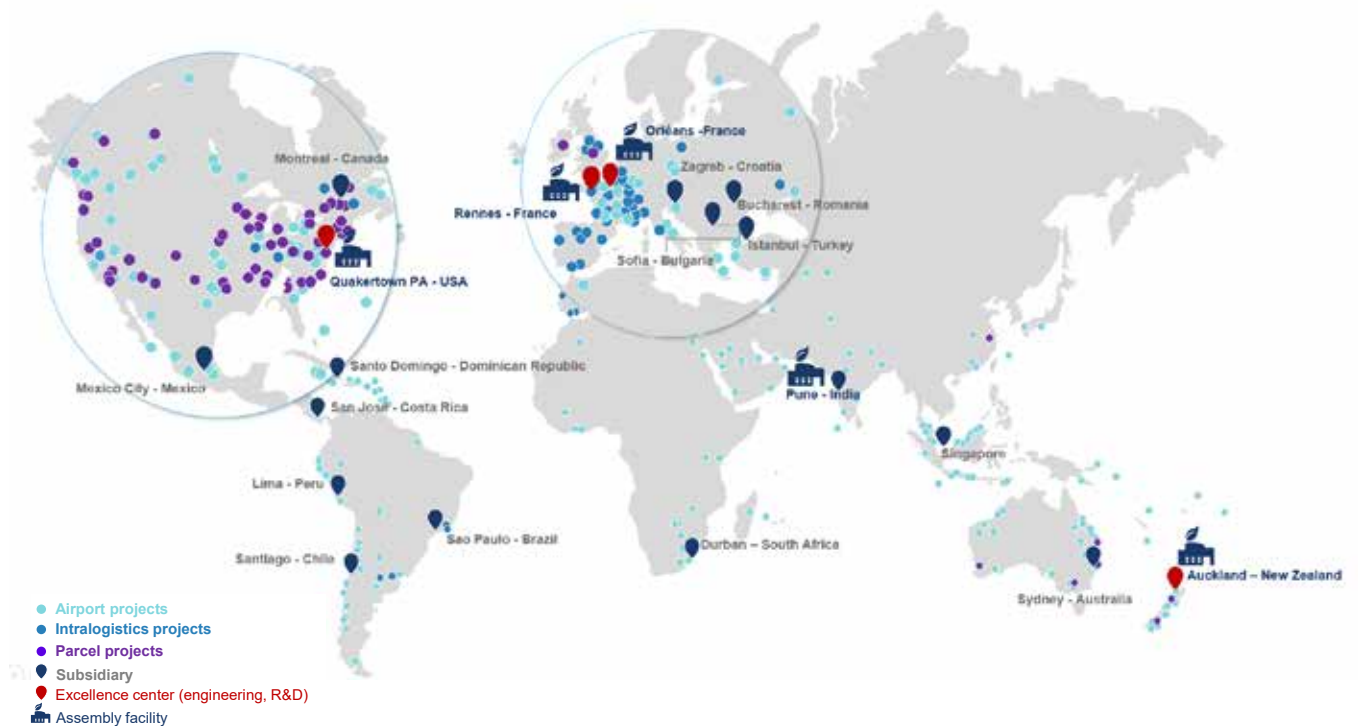 Orléans -France
Montreal - Canada
Zagreb - Croatia
Bucharest - Romania
Rennes - France
Istanbul - Turkey
Sofia - Bulgaria
Quakertown PA - USA
Santo Domingo - Dominican Republic
Mexico City - Mexico
Pune - India
San José - Costa Rica
Singapore
Lima - Peru
Sao Paulo - Brazil
Durban – South Africa
Santiago - Chile
Auckland – New Zealand
Sydney - Australia
Airport projects
Intralogistics projects
Parcel projects
Subsidiary
Excellence center (engineering, R&D)
Assembly facility